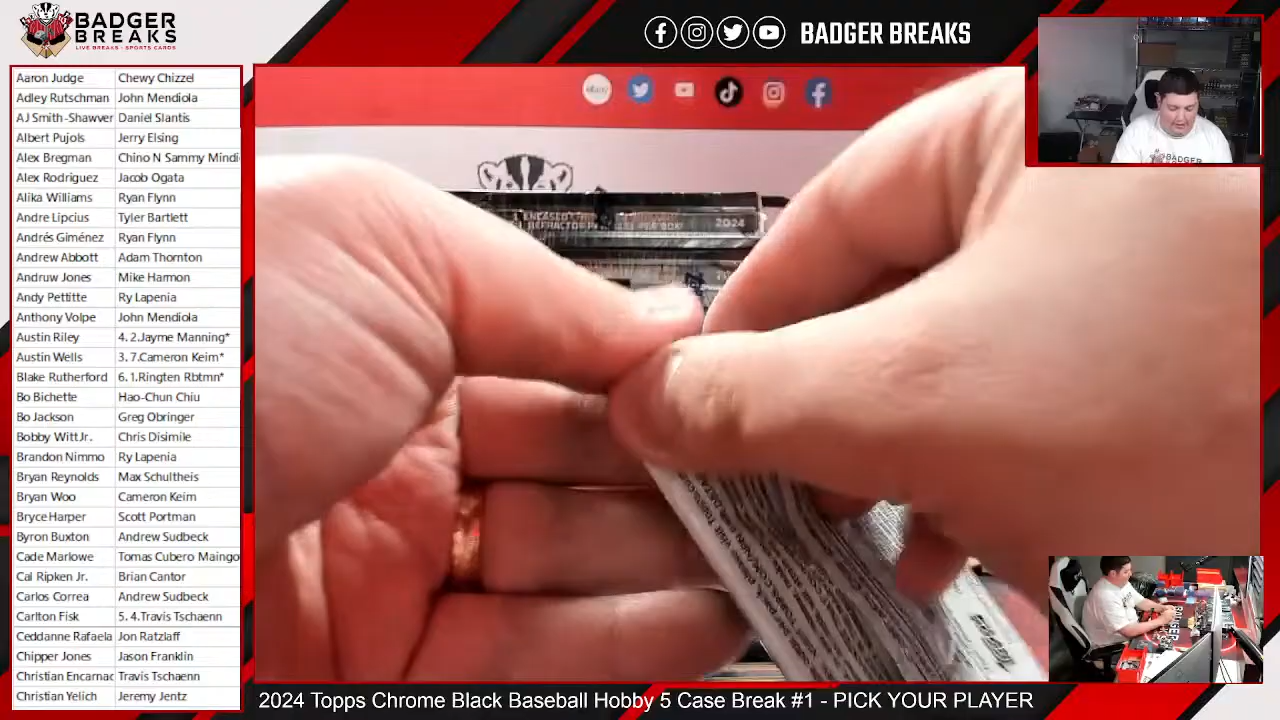 BADGER
BREAKS
LIVE BREAKS - SPORTS CARDS
BADGER BREAKS
Aaron Judge Chewy Chizzel
Adley Rutschman John Mendiola
AJ Smith-Shawver Daniel Slantis
Albert Pujols Jerry Elsing
Alex Bregman Chino N Sammy Mindi
Alex Rodriguez Jacob Ogata
Alika Williams Ryan Flynn
Andre Lipcius Tyler Bartlett
Andrés Giménez Ryan Flynn
Andrew Abbott Adam Thornton
Andruw Jones Mike Harmon
Andy Pettitte Ry Lapenia
Anthony Volpe John Mendiola
Austin Riley 4. 2.Jayme Manning*
Austin Wells 3. 7.Cameron Keim*
Blake Rutherford 6. 1.Ringten Rbtmn*
Bo Bichette Hao-Chun Chiu
Bo Jackson Greg Obringer
Bobby Witt Jr. Chris Disimile
Brandon Nimmo Ry Lapenia
Bryan Reynolds Max Schultheis
Bryan Woo Cameron Keim
Bryce Harper Scott Portman
Byron Buxton Andrew Sudbeck
Cade Marlowe Tomas Cubero Maingo
Cal Ripken Jr. Brian Cantor
Carlos Correa Andrew Sudbeck
Carlton Fisk 5. 4.Travis Tschaenn
Ceddanne Rafaela Jon Ratzlaff
Chipper Jones Jason Franklin
Christian Encarnac Travis Tschaenn
Christian Yelich Jeremy Jentz
ebay
ENCASED
REFRACTOR
2024
BADGER
2024 Topps Chrome Black Baseball Hobby 5 Case Break #1 - PICK YOUR PLAYER